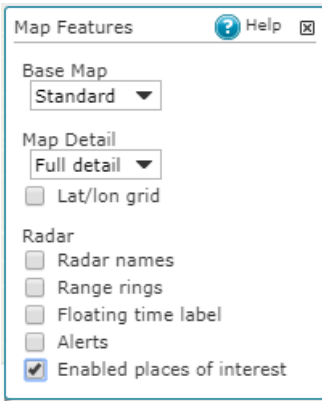 Map Features Help
Base Map
Standard
Map Detail
Full detail
Lat/lon grid
Radar
Radar names
Range rings
Floating time label
Alerts
Enabled places of interest